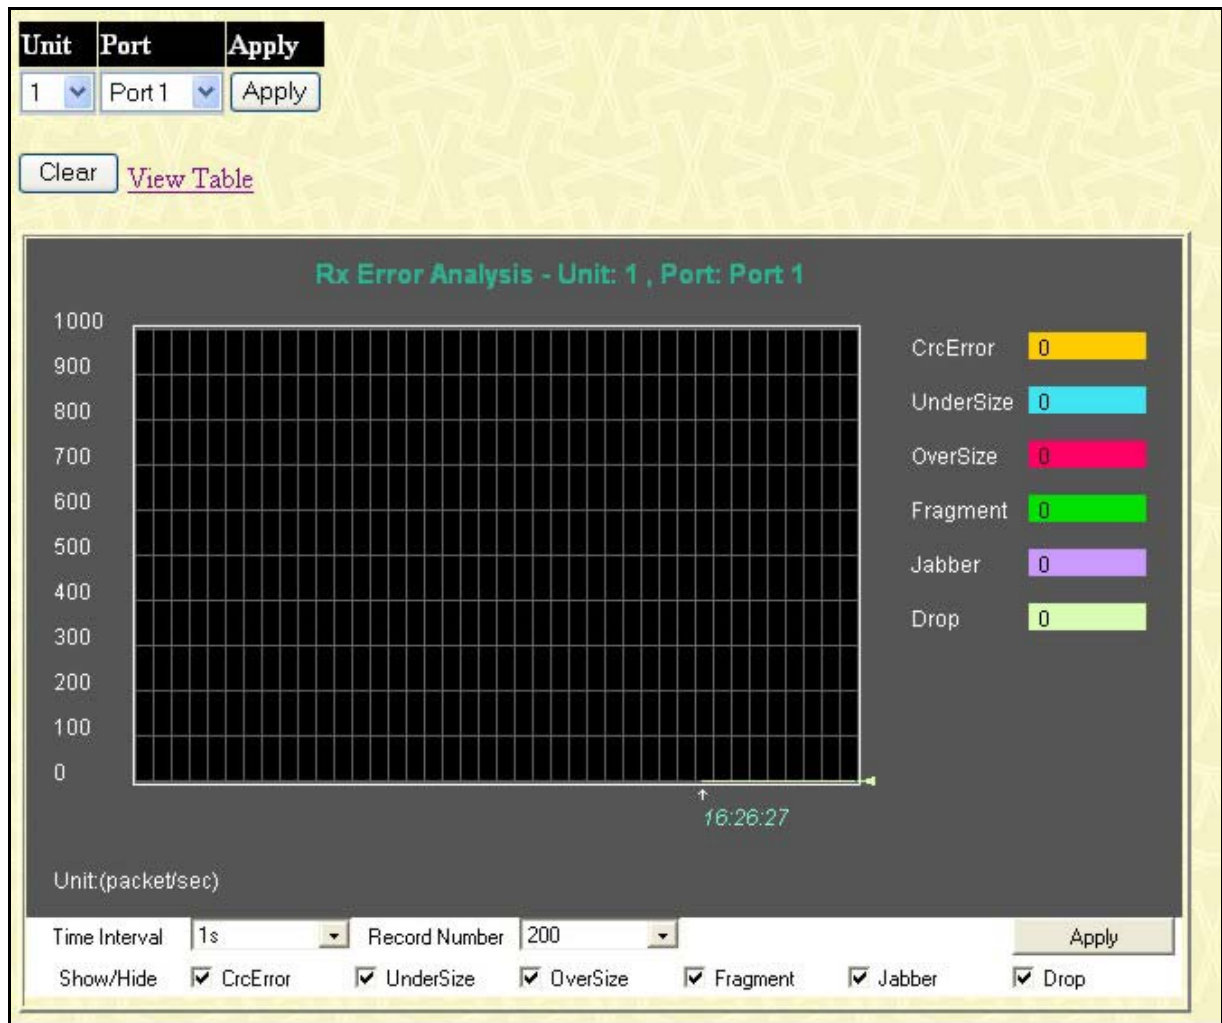 Unit Port Apply
1 Port 1 Apply
Clear View Table
Rx Error Analysis - Unit: 1 , Port: Port 1
1000
900
800
700
600
500
400
300
200
100
0
CrcError 0
UnderSize 0
OverSize 0
Fragment 0
Jabber 0
Drop 0
16:26:27
Unit:(packet/sec)
Time Interval 1s Record Number 200 Apply
Show/Hide CrcError UnderSize OverSize Fragment Jabber Drop